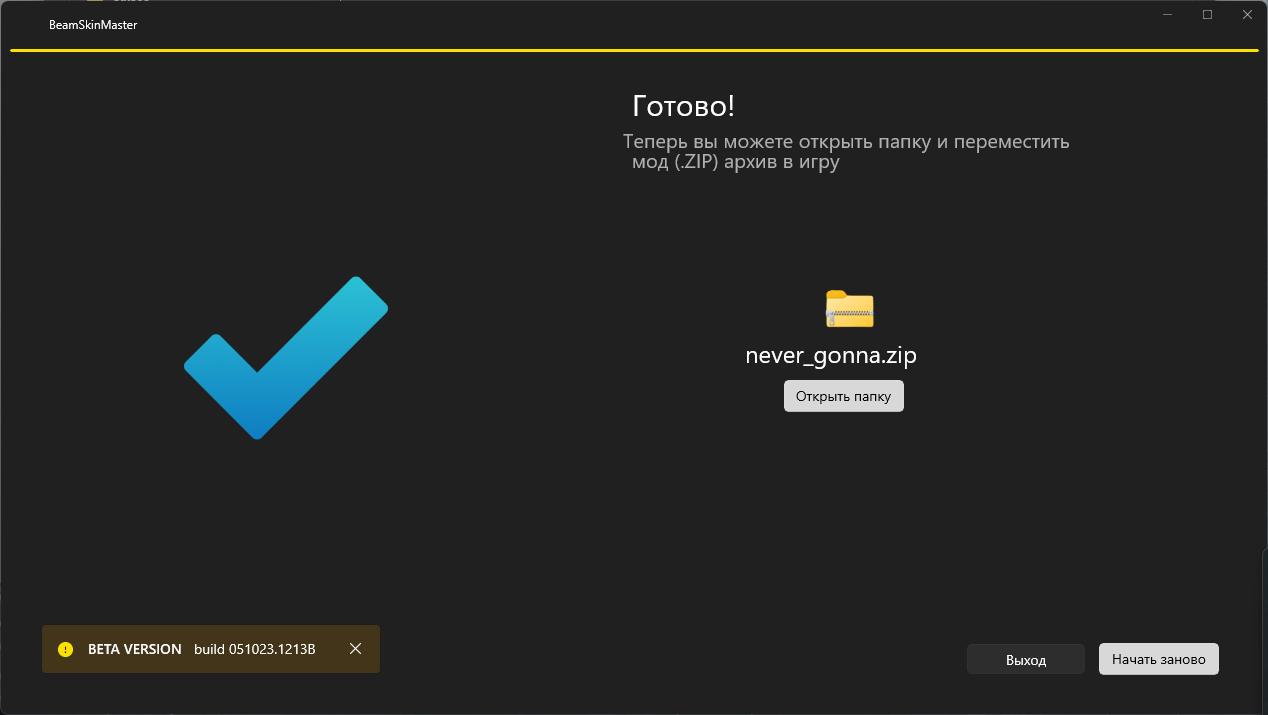 BeamSkinMaster
Готово!
Теперь вы можете открыть папку и переместить
мод (.ZIP) архив в игру
never_gonna.zip
Открыть папку
BETA VERSION build 051023.1213B
Выход
Начать заново